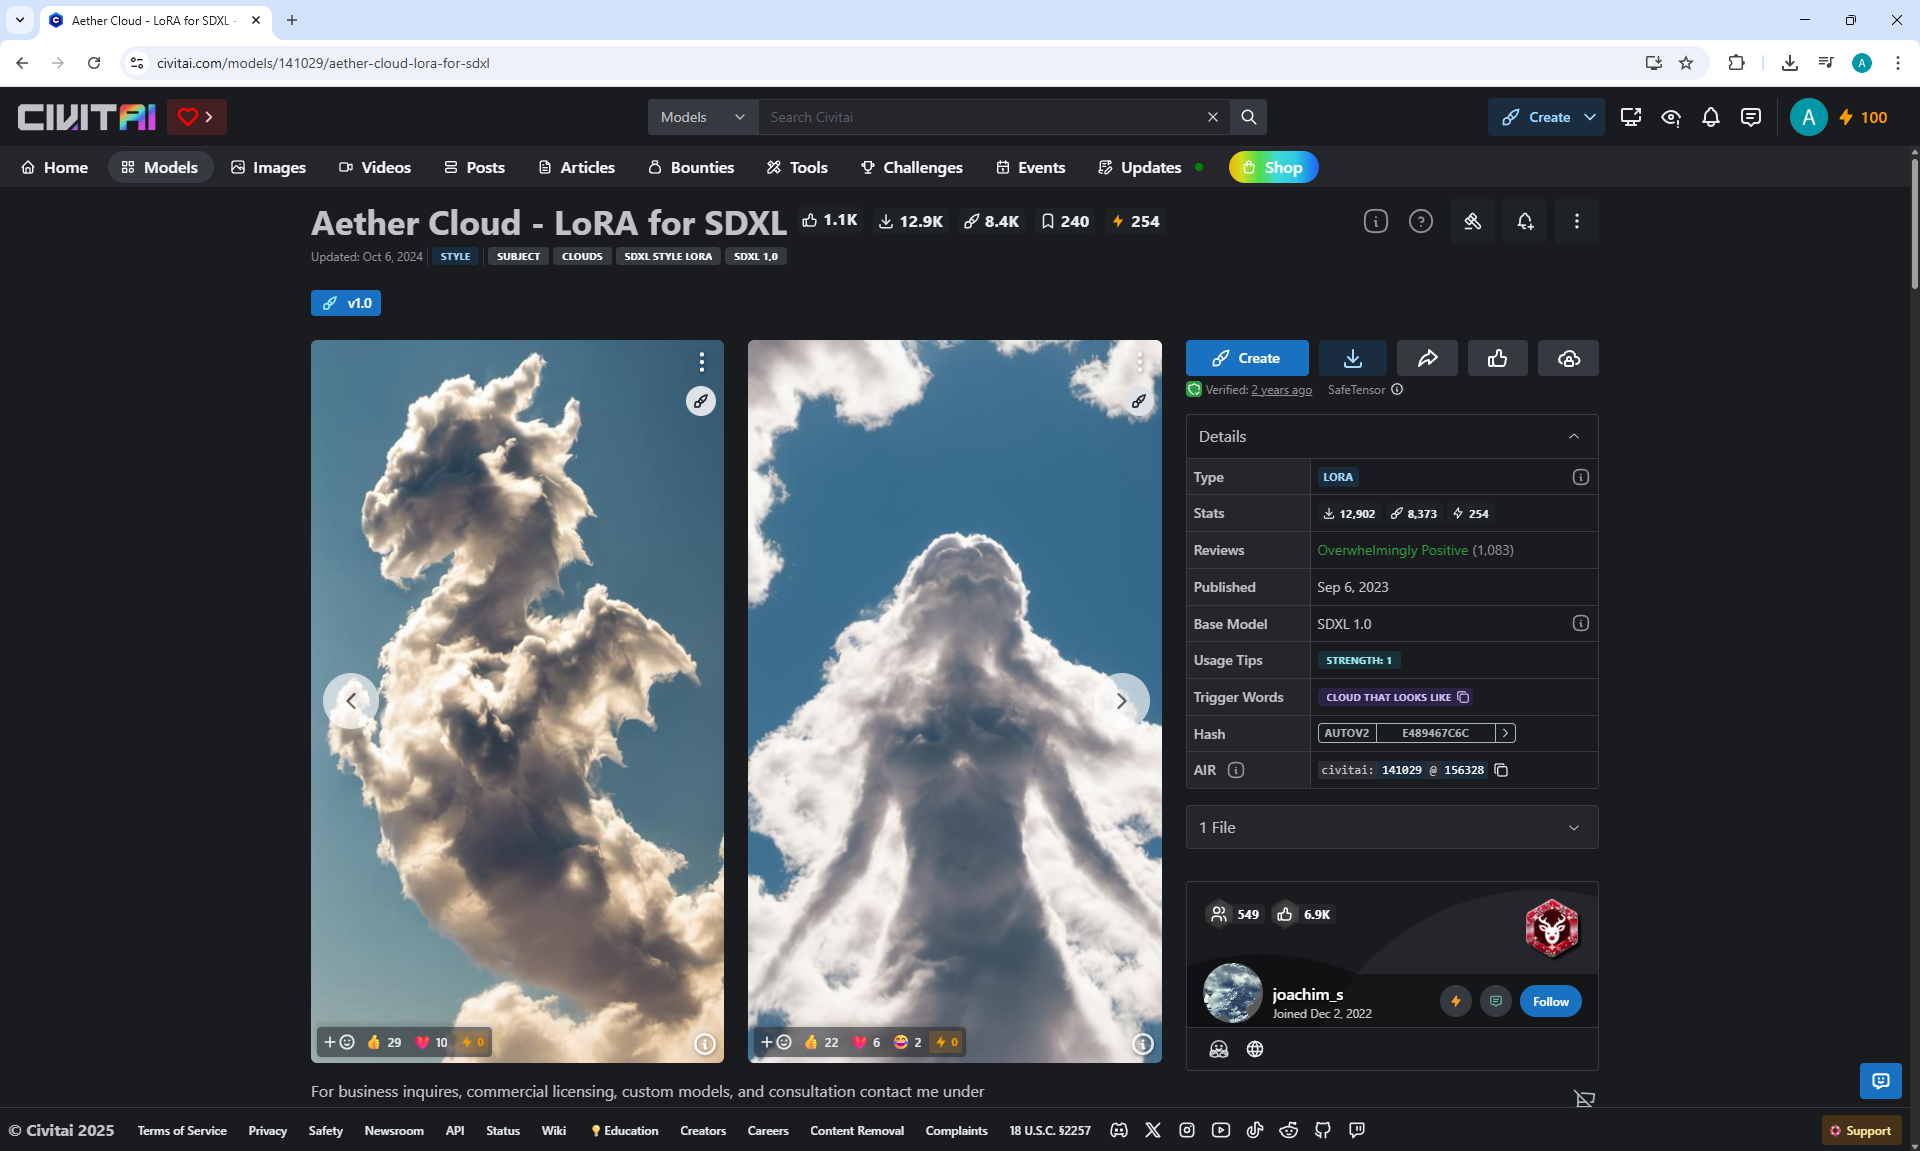 Aether Cloud - LoRA for SDXL -
civitai.com/models/141029/aether-cloud-lora-for-sdxl
A
CIVITAI
Models
Search Civitai
Create
A
100
Home
Models
Images
Videos
Posts
Articles
Bounties
Tools
Challenges
Events
Updates
Shop
Aether Cloud - LoRA for SDXL
1.1K
12.9K
8.4K
240
254
Updated: Oct 6, 2024
STYLE
SUBJECT
CLOUDS
SDXL STYLE LORA
SDXL 1,0
v1.0
Create
Verified: 2 years ago
SafeTensor
Details
Type
LORA
Stats
12,902
8,373
254
Reviews
Overwhelmingly Positive (1,083)
Published
Sep 6, 2023
Base Model
SDXL 1.0
Usage Tips
STRENGTH: 1
Trigger Words
CLOUD THAT LOOKS LIKE
Hash
AUTOV2
E489467C6C
AIR
civitai: 141029 @ 156328
1 File
549
6.9K
joachim_s
Joined Dec 2, 2022
Follow
29
10
0
22
6
2
0
For business inquires, commercial licensing, custom models, and consultation contact me under
© Civitai 2025
Terms of Service
Privacy
Safety
Newsroom
API
Status
Wiki
Education
Creators
Careers
Content Removal
Complaints
18 U.S.C. §2257
Support